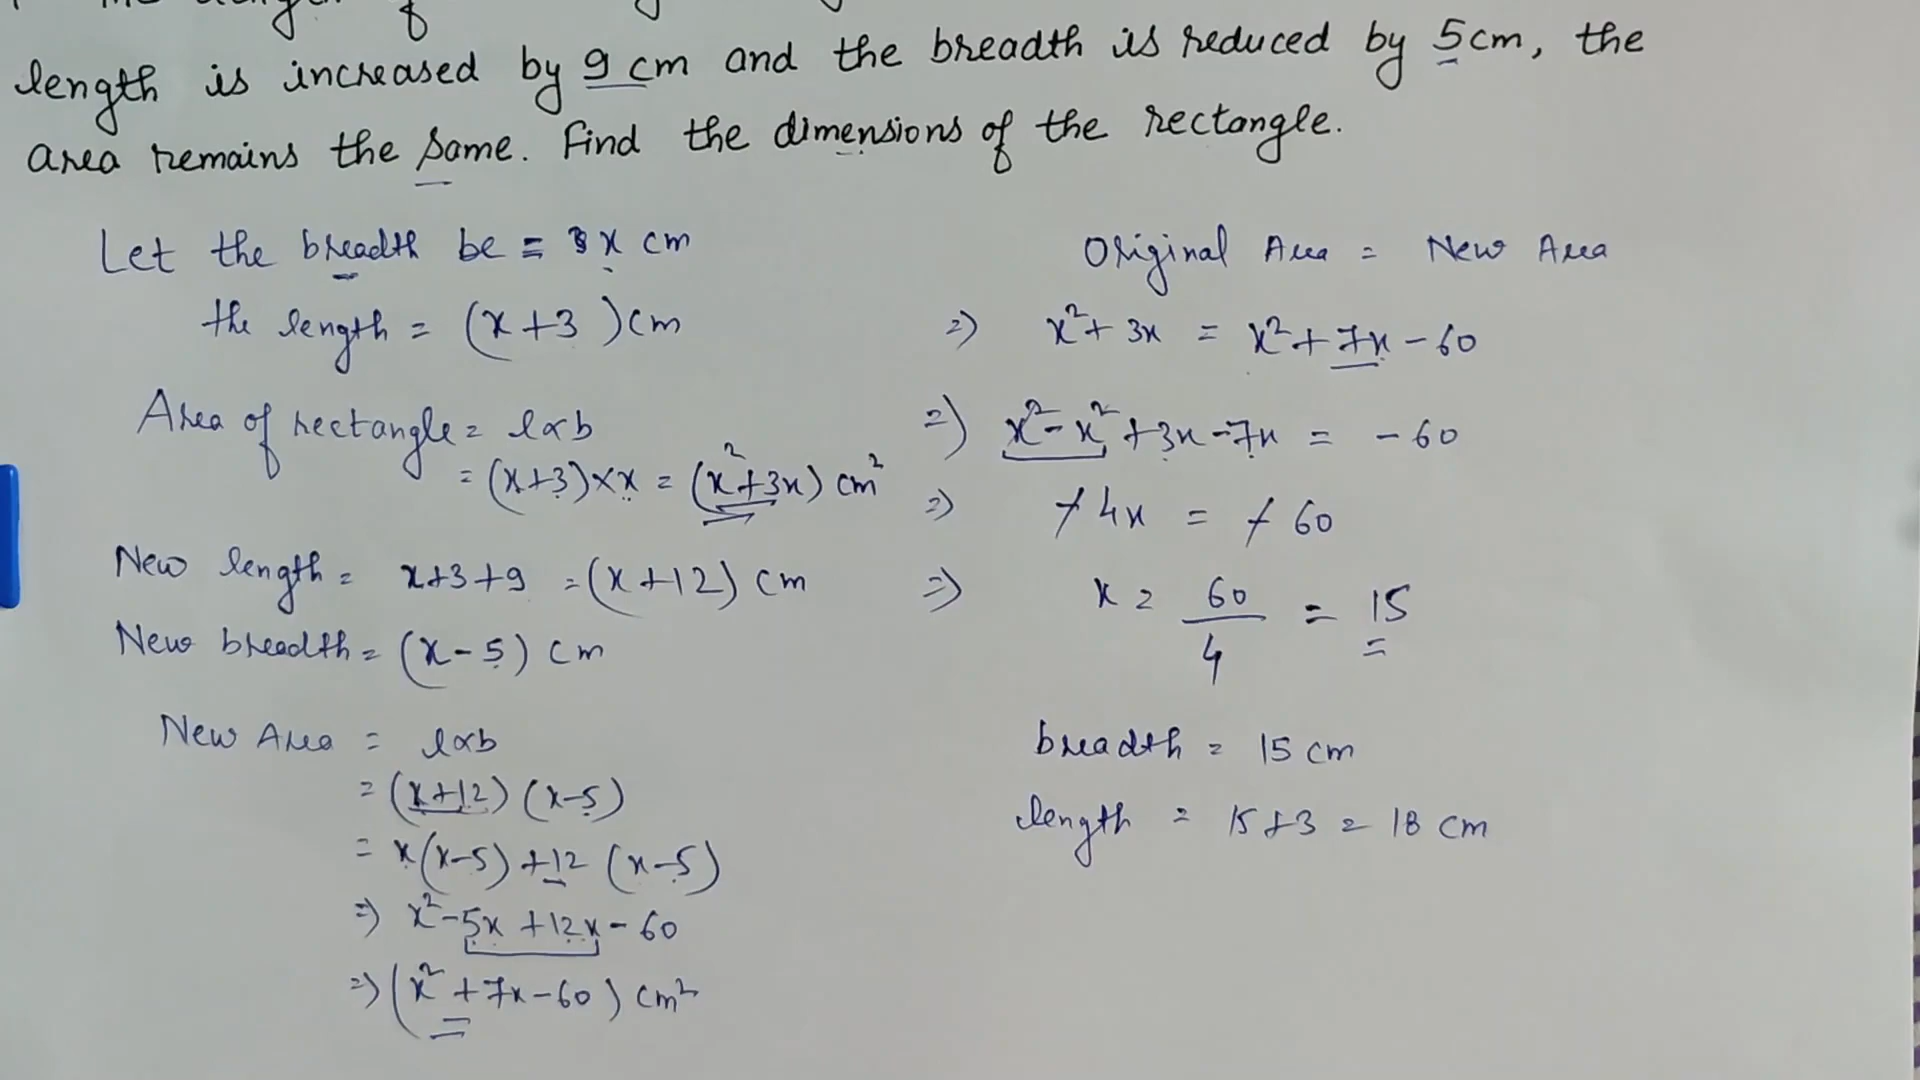 length is increased by 9 cm and the breadth is reduced by 5cm, the
area remains the same. Find the dimensions of the rectangle.
Let the breadth be = x cm
the length = (x+3) cm
Area of rectangle = l×b
= (x+3)×x = (x²+3x) cm²
New length = x+3+9 = (x+12) cm
New breadth = (x-5) cm
New Area = l×b
= (x+12) (x-5)
= x(x-5) +12 (x-5)
⇒ x²-5x +12x - 60
⇒ (x²+7x-60) cm²
Original Area = New Area
⇒ x²+ 3x = x²+7x-60
⇒ x²-x²+3x-7x = -60
⇒ -4x = -60
⇒ x = 60/4 = 15
breadth = 15 cm
length = 15+3 = 18 cm